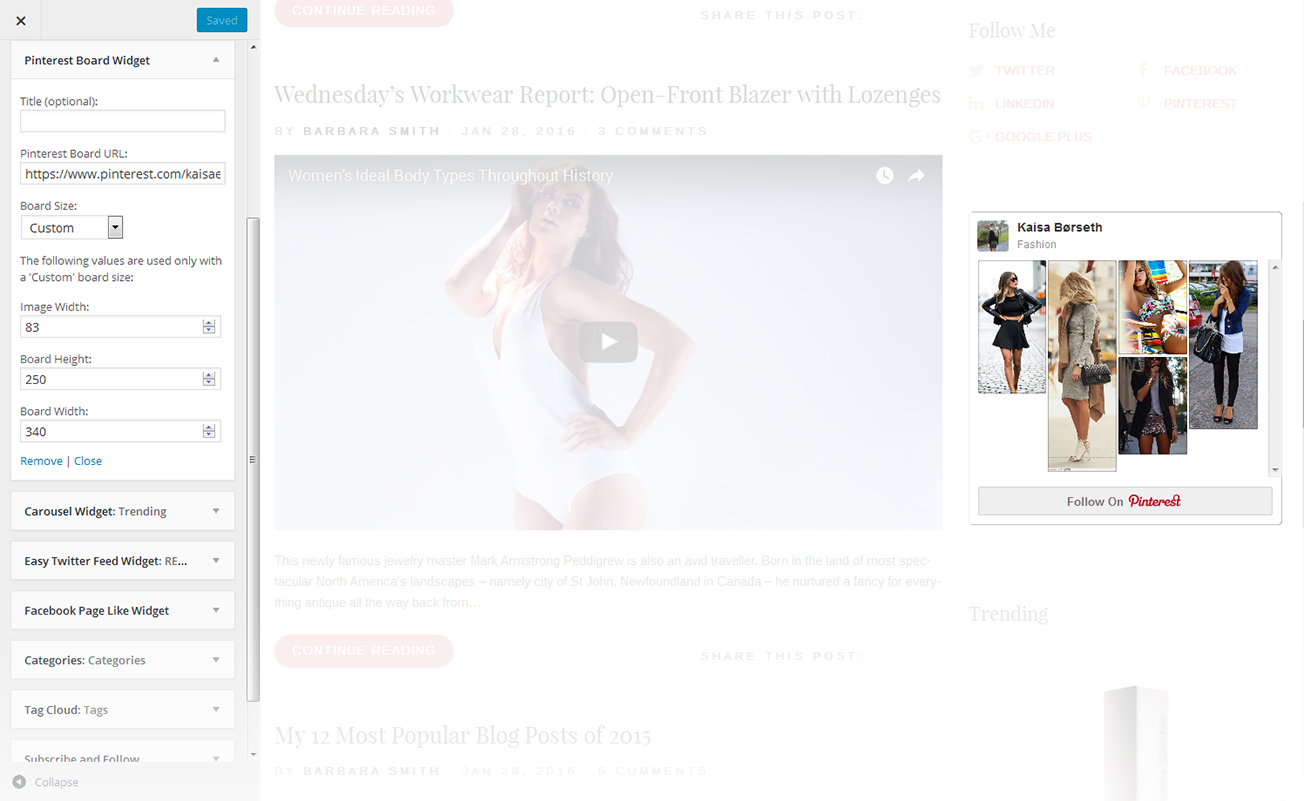 Saved
Pinterest Board Widget
Title (optional):
Pinterest Board URL:
https://www.pinterest.com/kaisae
Board Size:
Custom
The following values are used only with
a 'Custom' board size:
Image Width:
83
Board Height:
250
Board Width:
340
Remove | Close
Carousel Widget: Trending
Easy Twitter Feed Widget: RE...
Facebook Page Like Widget
Categories: Categories
Tag Cloud: Tags
Subscribe and Follow
Collapse
CONTINUE READING
SHARE THIS POST:
Wednesday's Workwear Report: Open-Front Blazer with Lozenges
BY BARBARA SMITH · JAN 28, 2016 · 3 COMMENTS
Women's Ideal Body Types Throughout History
This newly famous jewelry master Mark Armstrong Peddigrew is also an avid traveller. Born in the land of most spec-
tacular North America's landscapes – namely city of St John, Newfoundland in Canada – he nurtured a fancy for every-
thing antique all the way back from…
CONTINUE READING
SHARE THIS POST:
My 12 Most Popular Blog Posts of 2015
BY BARBARA SMITH · JAN 28, 2016 · 5 COMMENTS
Follow Me
TWITTER
FACEBOOK
LINKEDIN
PINTEREST
GOOGLE PLUS
Kaisa Børseth
Fashion
Follow On Pinterest
Trending